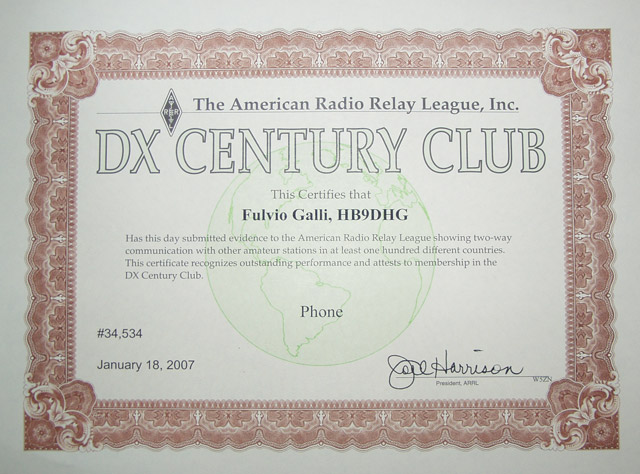 The American Radio Relay League, Inc.
DX CENTURY CLUB
This Certifies that
Fulvio Galli, HB9DHG
Has this day submitted evidence to the American Radio Relay League showing two-way
communication with other amateur stations in at least one hundred different countries.
This certificate recognizes outstanding performance and attests to membership in the
DX Century Club.
Phone
#34,534
January 18, 2007
Joel Harrison
W5ZN
President, ARRL